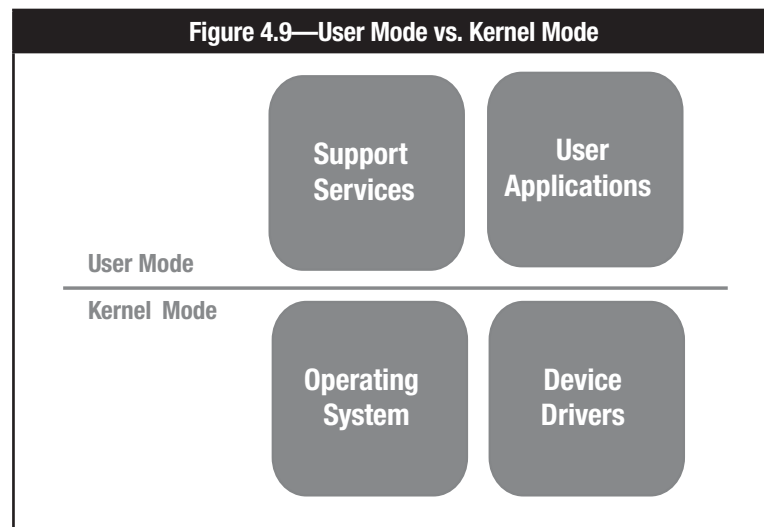 Figure 4.9—User Mode vs. Kernel Mode
Support
Services
User
Applications
User Mode
Kernel Mode
Operating
System
Device
Drivers